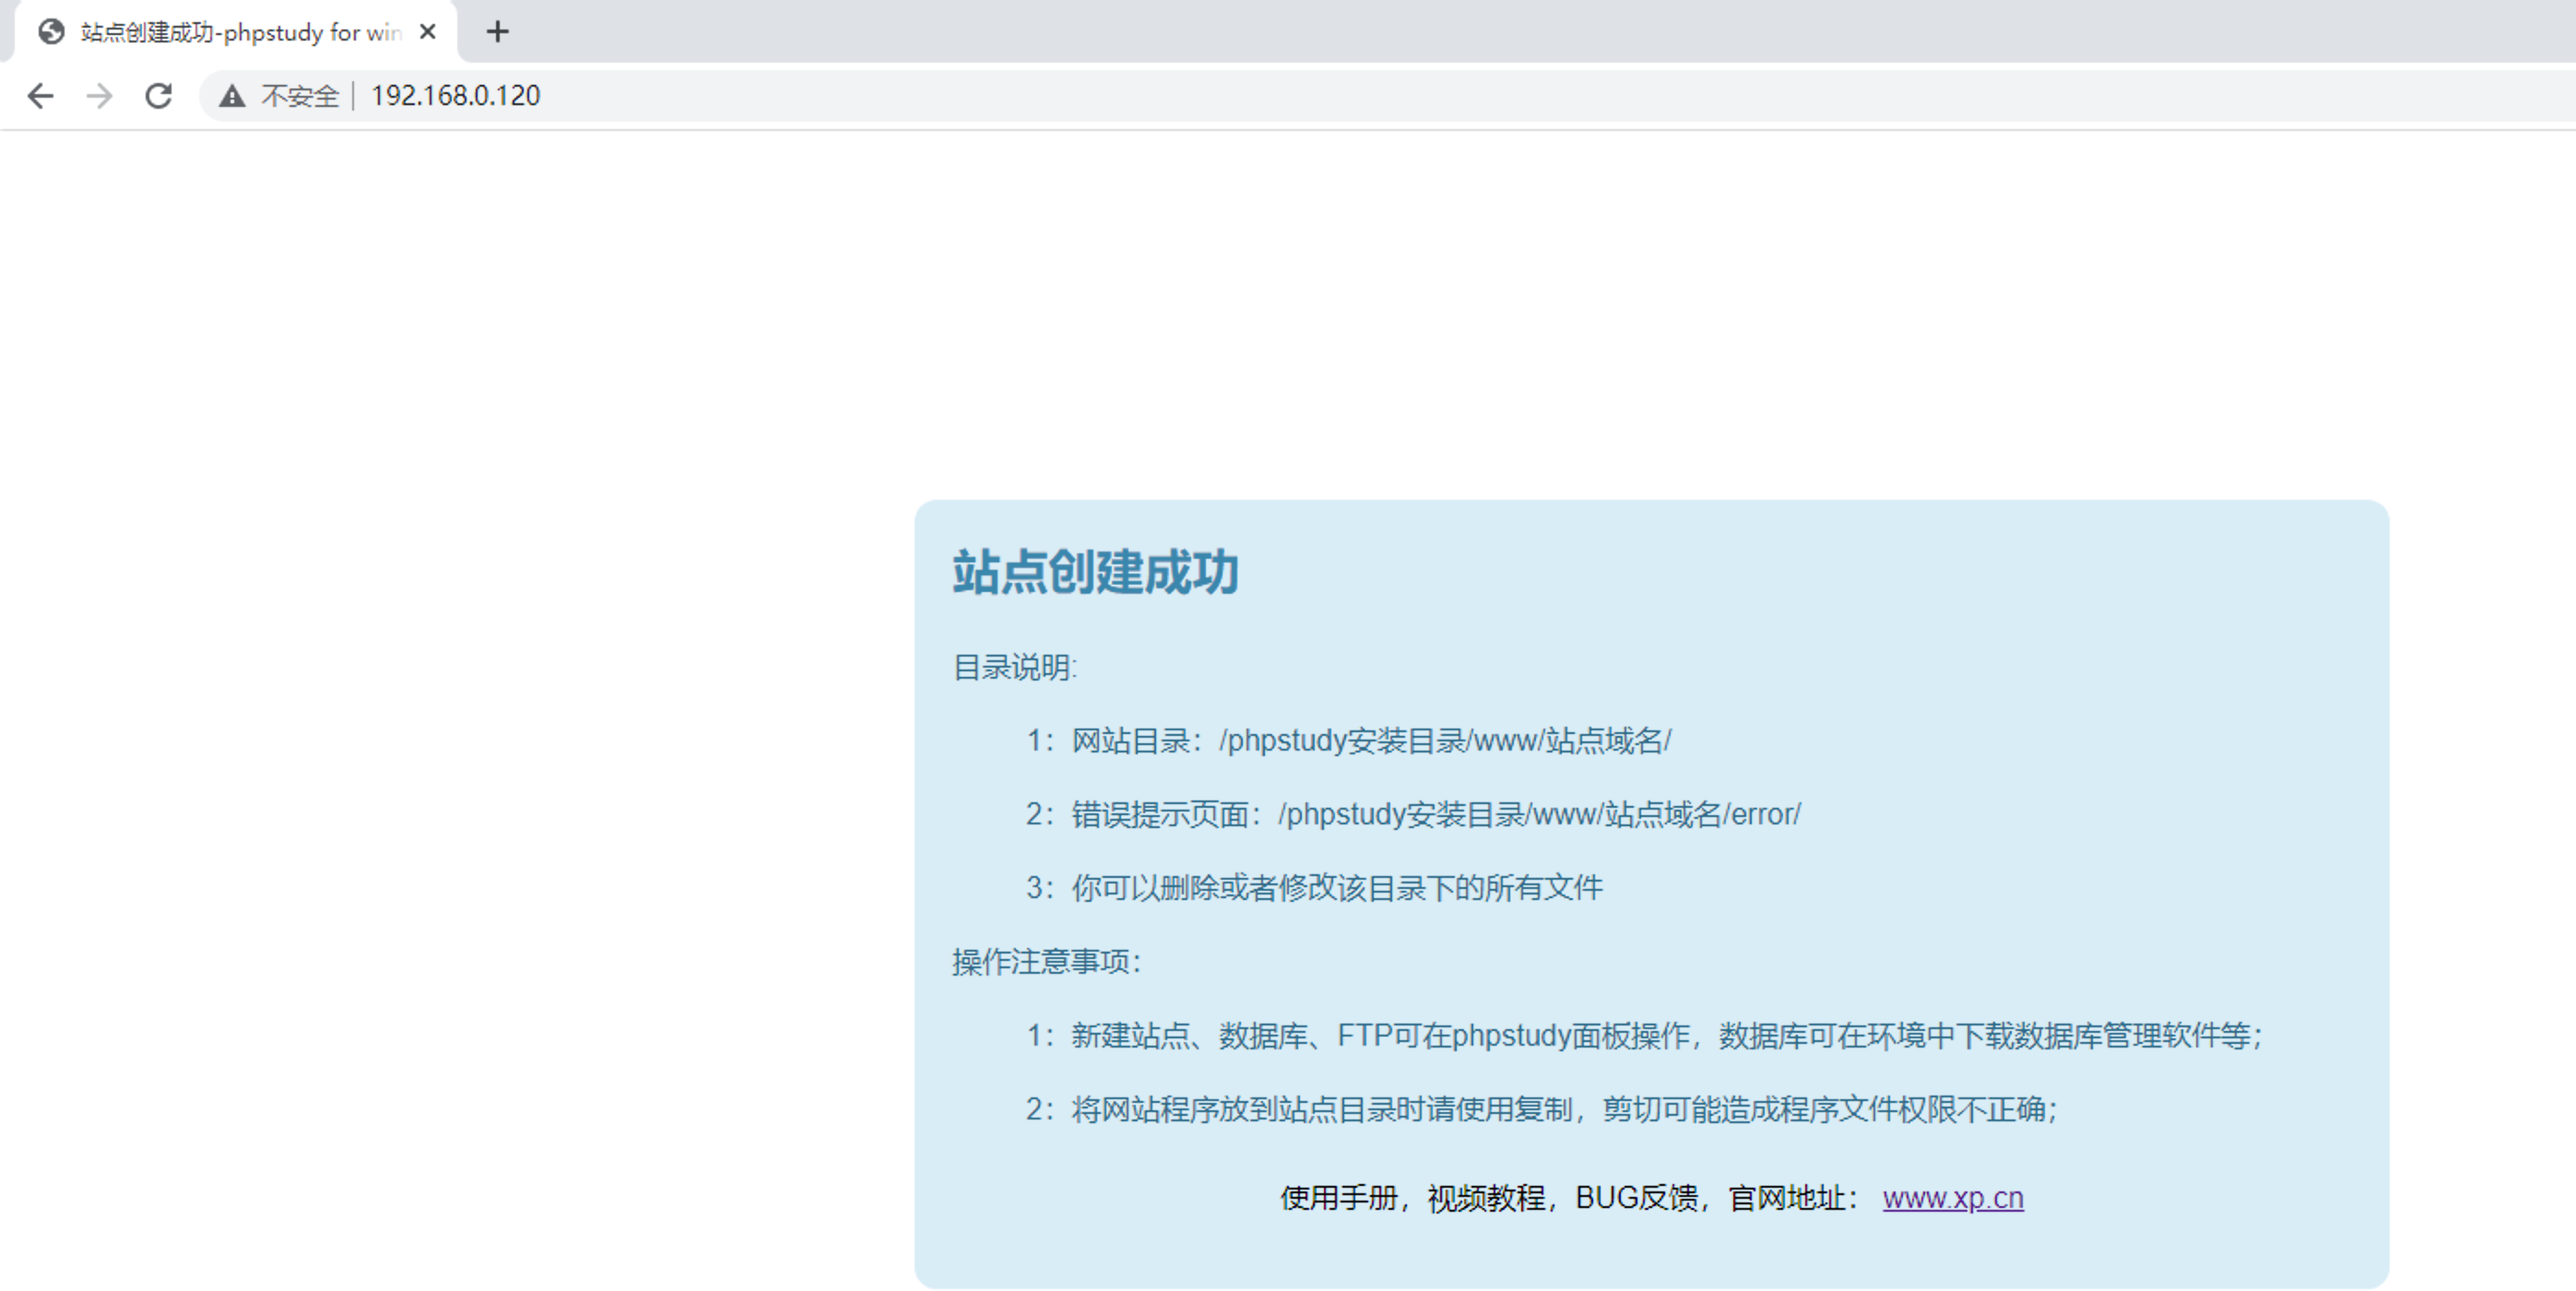 站点创建成功-phpstudy for win
不安全 192.168.0.120
站点创建成功
目录说明:
1：网站目录：/phpstudy安装目录/www/站点域名/
2：错误提示页面：/phpstudy安装目录/www/站点域名/error/
3：你可以删除或者修改该目录下的所有文件
操作注意事项：
1：新建站点、数据库、FTP可在phpstudy面板操作，数据库可在环境中下载数据库管理软件等；
2：将网站程序放到站点目录时请使用复制，剪切可能造成程序文件权限不正确；
使用手册，视频教程，BUG反馈，官网地址： www.xp.cn